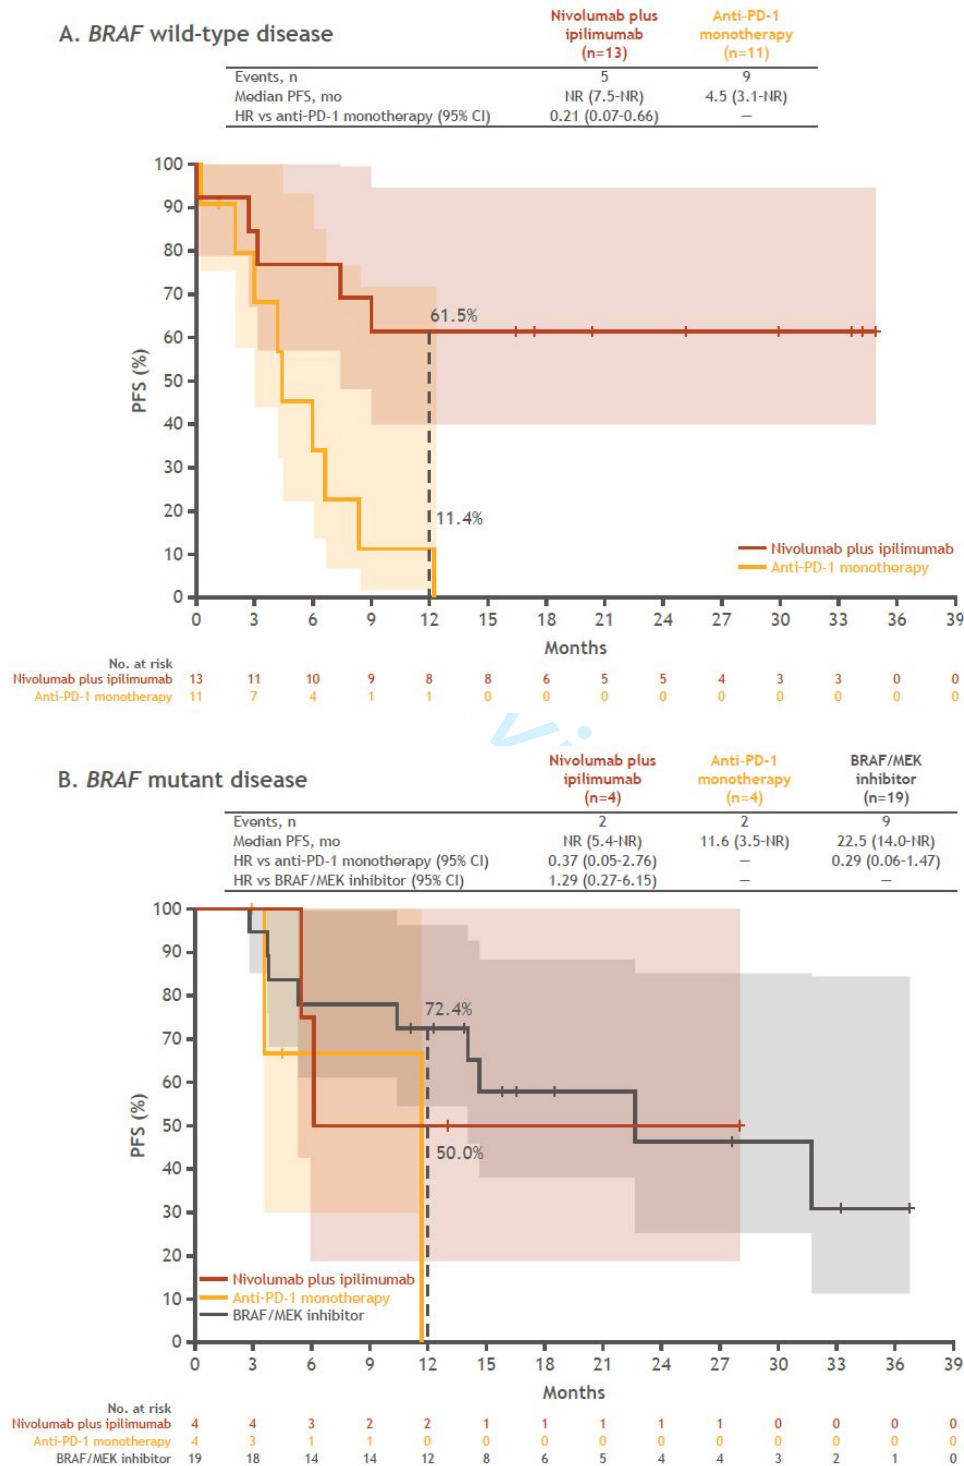 A. BRAF wild-type disease
Nivolumab plus ipilimumab (n=13) Anti-PD-1 monotherapy (n=11)
Events, n 5 9
Median PFS, mo NR (7.5-NR) 4.5 (3.1-NR)
HR vs anti-PD-1 monotherapy (95% CI) 0.21 (0.07-0.66) —
PFS (%)
100
90
80
70
60
50
40
30
20
10
0
61.5%
11.4%
Nivolumab plus ipilimumab
Anti-PD-1 monotherapy
0 3 6 9 12 15 18 21 24 27 30 33 36 39
Months
No. at risk
Nivolumab plus ipilimumab 13 11 10 9 8 8 6 5 5 4 3 3 0 0
Anti-PD-1 monotherapy 11 7 4 1 1 0 0 0 0 0 0 0 0 0
B. BRAF mutant disease
Nivolumab plus ipilimumab (n=4) Anti-PD-1 monotherapy (n=4) BRAF/MEK inhibitor (n=19)
Events, n 2 2 9
Median PFS, mo NR (5.4-NR) 11.6 (3.5-NR) 22.5 (14.0-NR)
HR vs anti-PD-1 monotherapy (95% CI) 0.37 (0.05-2.76) — 0.29 (0.06-1.47)
HR vs BRAF/MEK inhibitor (95% CI) 1.29 (0.27-6.15) — —
PFS (%)
100
90
80
70
60
50
40
30
20
10
0
72.4%
50.0%
Nivolumab plus ipilimumab
Anti-PD-1 monotherapy
BRAF/MEK inhibitor
0 3 6 9 12 15 18 21 24 27 30 33 36 39
Months
No. at risk
Nivolumab plus ipilimumab 4 4 3 2 2 1 1 1 1 1 0 0 0 0
Anti-PD-1 monotherapy 4 3 1 1 0 0 0 0 0 0 0 0 0 0
BRAF/MEK inhibitor 19 18 14 14 12 8 6 5 4 4 3 2 1 0